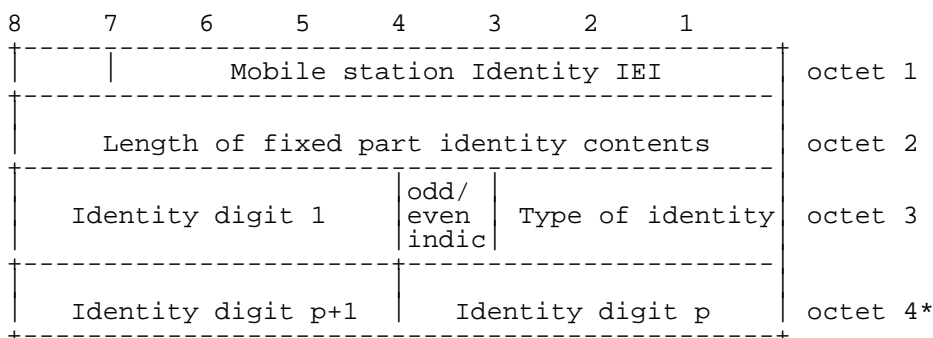 8 7 6 5 4 3 2 1
Mobile station Identity IEI octet 1
Length of fixed part identity contents octet 2
odd/
Identity digit 1 even Type of identity octet 3
indic
Identity digit p+1 Identity digit p octet 4*